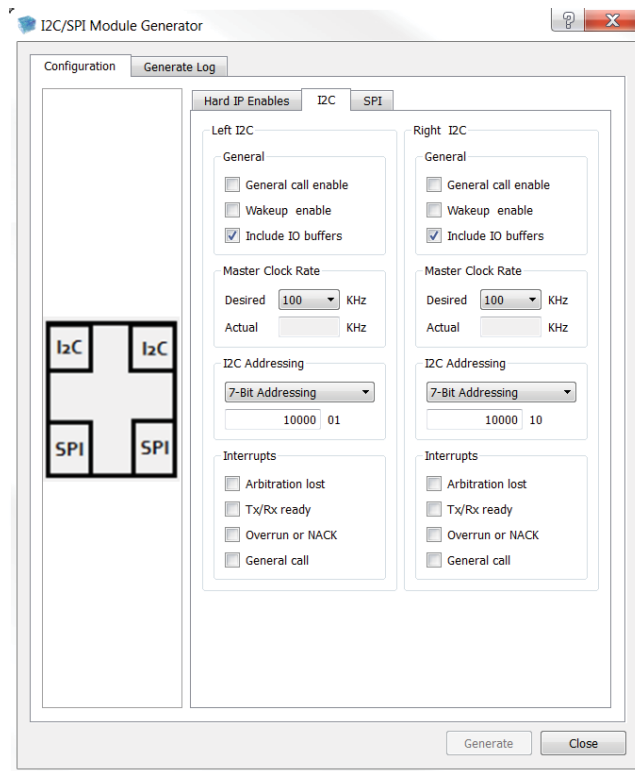 I2C/SPI Module Generator
Configuration
Generate Log
Hard IP Enables
I2C
SPI
I2C
I2C
SPI
SPI
Left I2C
General
General call enable
Wakeup enable
Include IO buffers
Master Clock Rate
Desired 100 KHz
Actual KHz
I2C Addressing
7-Bit Addressing
10000 01
Interrupts
Arbitration lost
Tx/Rx ready
Overrun or NACK
General call
Right I2C
General
General call enable
Wakeup enable
Include IO buffers
Master Clock Rate
Desired 100 KHz
Actual KHz
I2C Addressing
7-Bit Addressing
10000 10
Interrupts
Arbitration lost
Tx/Rx ready
Overrun or NACK
General call
Generate
Close